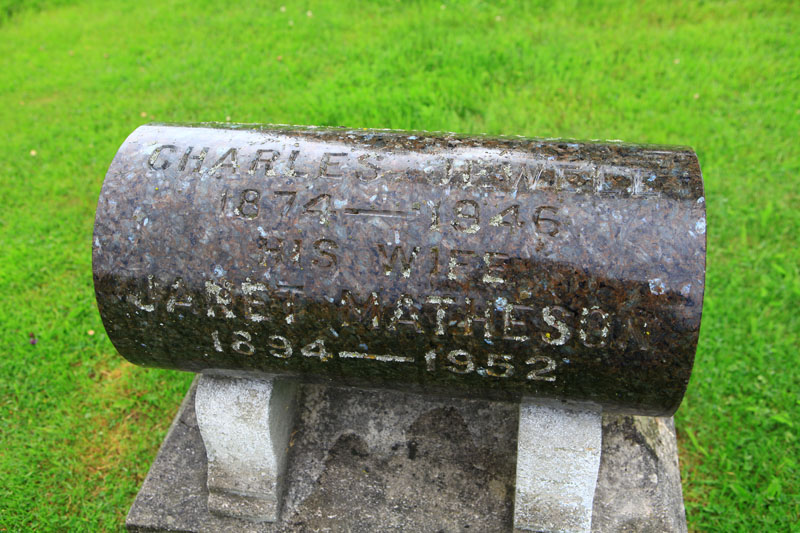 CHARLES
1874—1946
HIS WIFE
JANET MATHESON
1894—1952